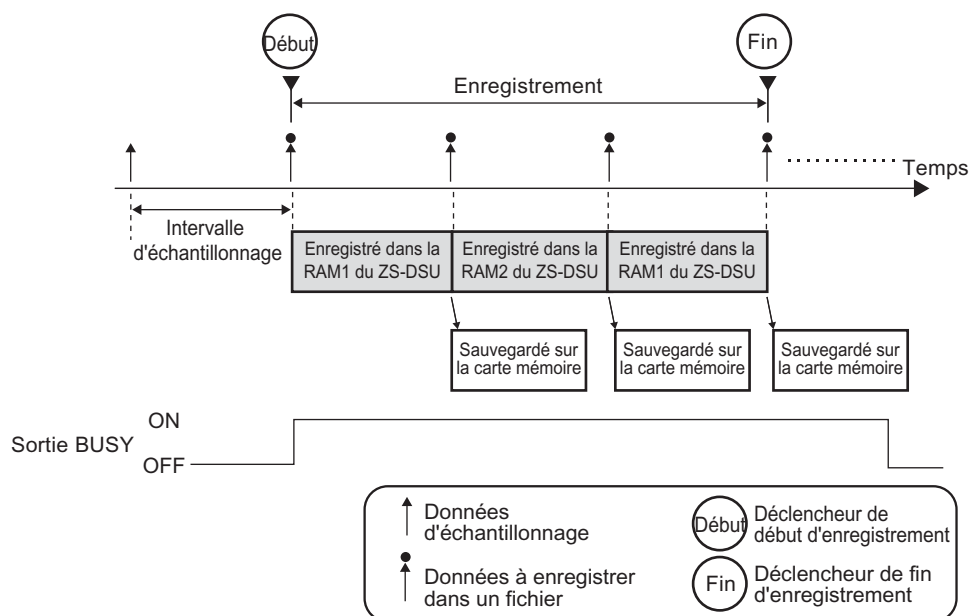 Début
Fin
Enregistrement
Temps
Intervalle
d'échantillonnage
Enregistré dans la
RAM1 du ZS-DSU
Enregistré dans la
RAM2 du ZS-DSU
Enregistré dans la
RAM1 du ZS-DSU
Sauvegardé sur
la carte mémoire
Sauvegardé sur
la carte mémoire
Sauvegardé sur
la carte mémoire
ON
Sortie BUSY
OFF
Données
d'échantillonnage
Début
Déclencheur de
début d'enregistrement
Données à enregistrer
dans un fichier
Fin
Déclencheur de fin
d'enregistrement